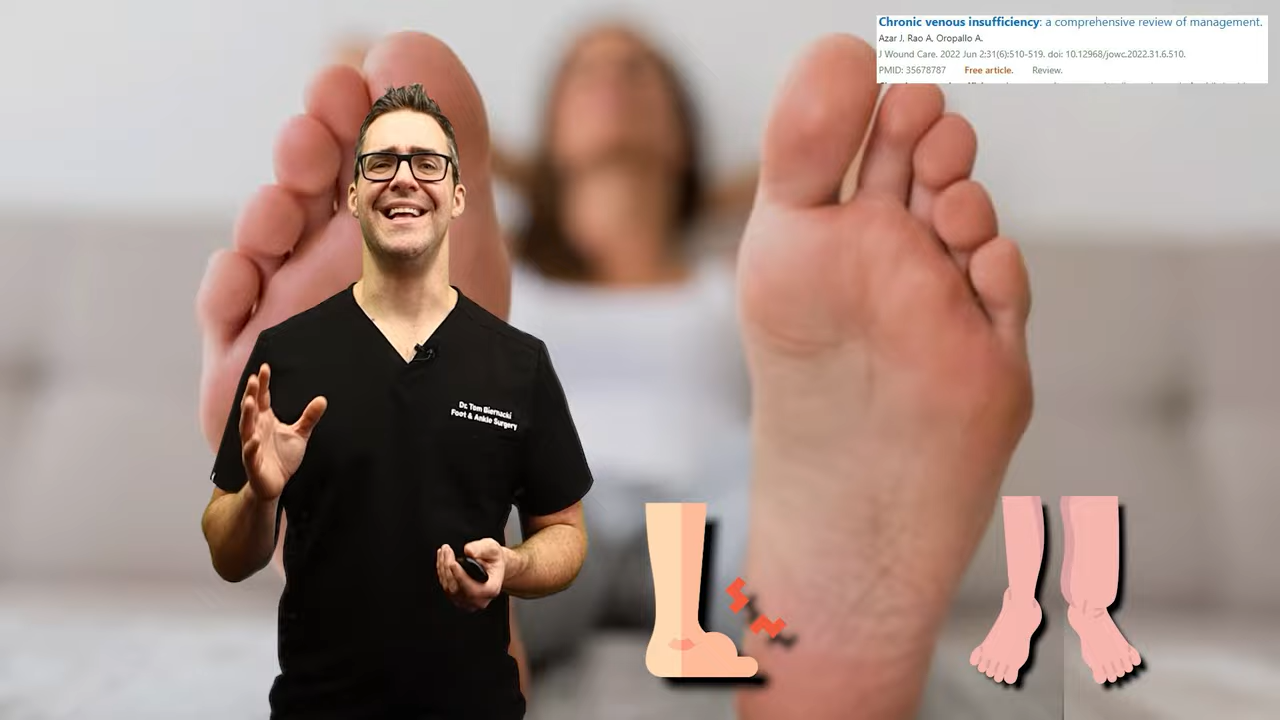 Chronic venous insufficiency: a comprehensive review of management.
Azar J, Rao A, Oropallo A.
J Wound Care. 2022 Jun 2;31(6):510-519. doi: 10.12968/jowc.2022.31.6.510.
PMID: 35678787 Free article. Review.
Dr. Tom Biernacki
Foot & Ankle Surgery